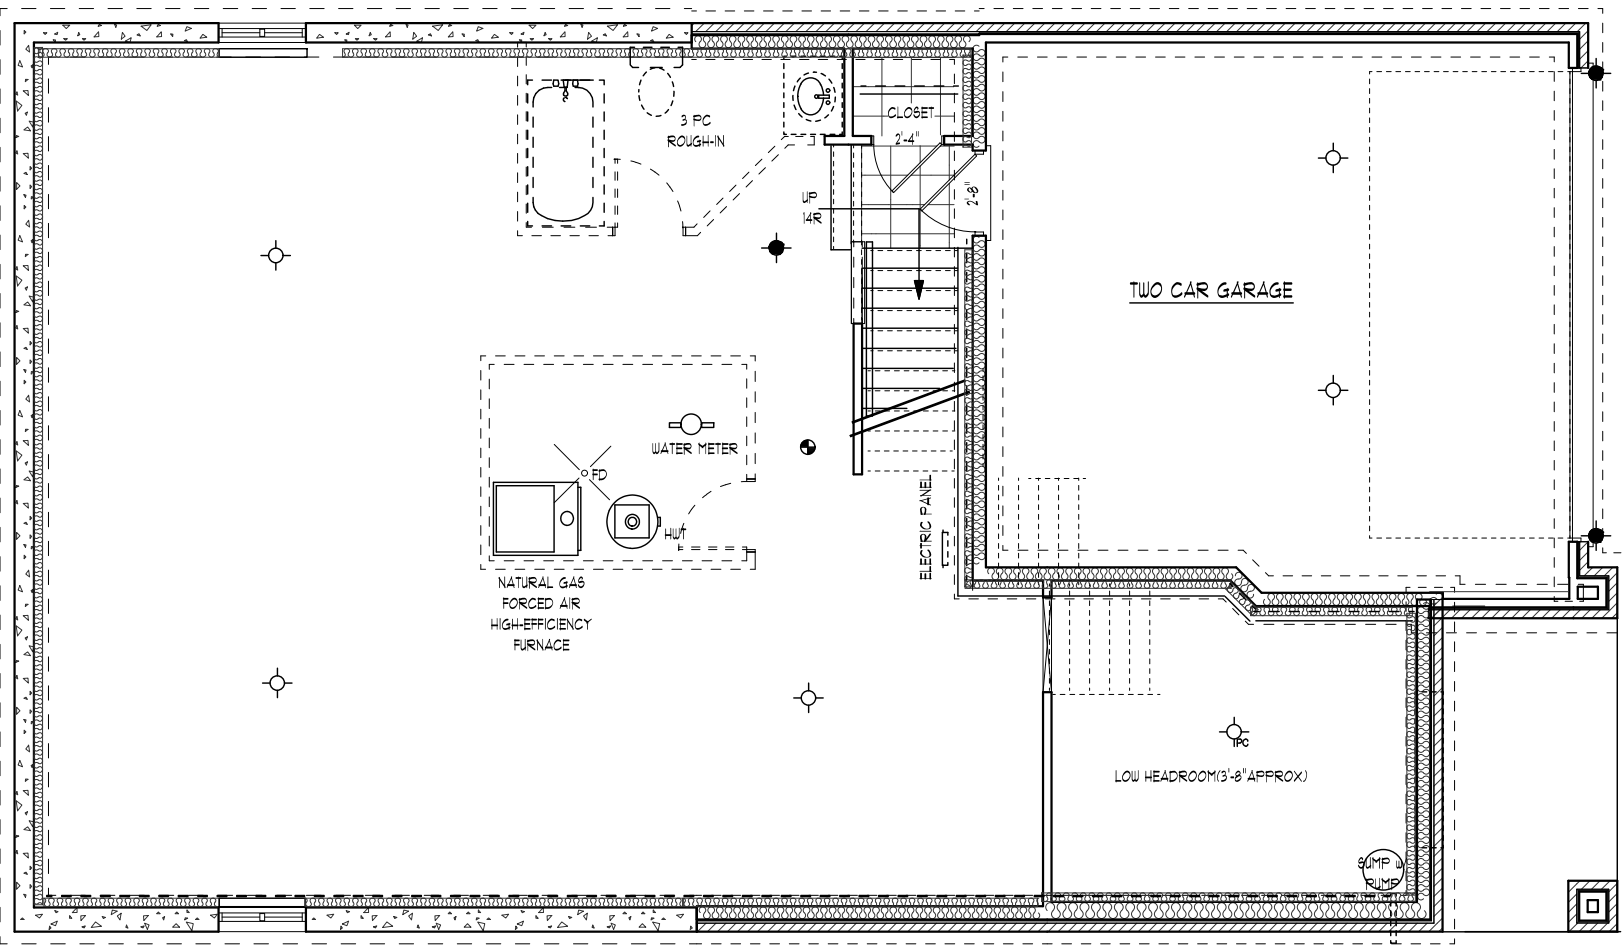 3 PC
ROUGH-IN
CLOSET
2'-4"
2'-8"
UP
14R
TWO CAR GARAGE
WATER METER
FD
HWT
ELECTRIC PANEL
NATURAL GAS
FORCED AIR
HIGH-EFFICIENCY
FURNACE
1PC
LOW HEADROOM(3'-8"APPROX)
SUMP w
PUMP